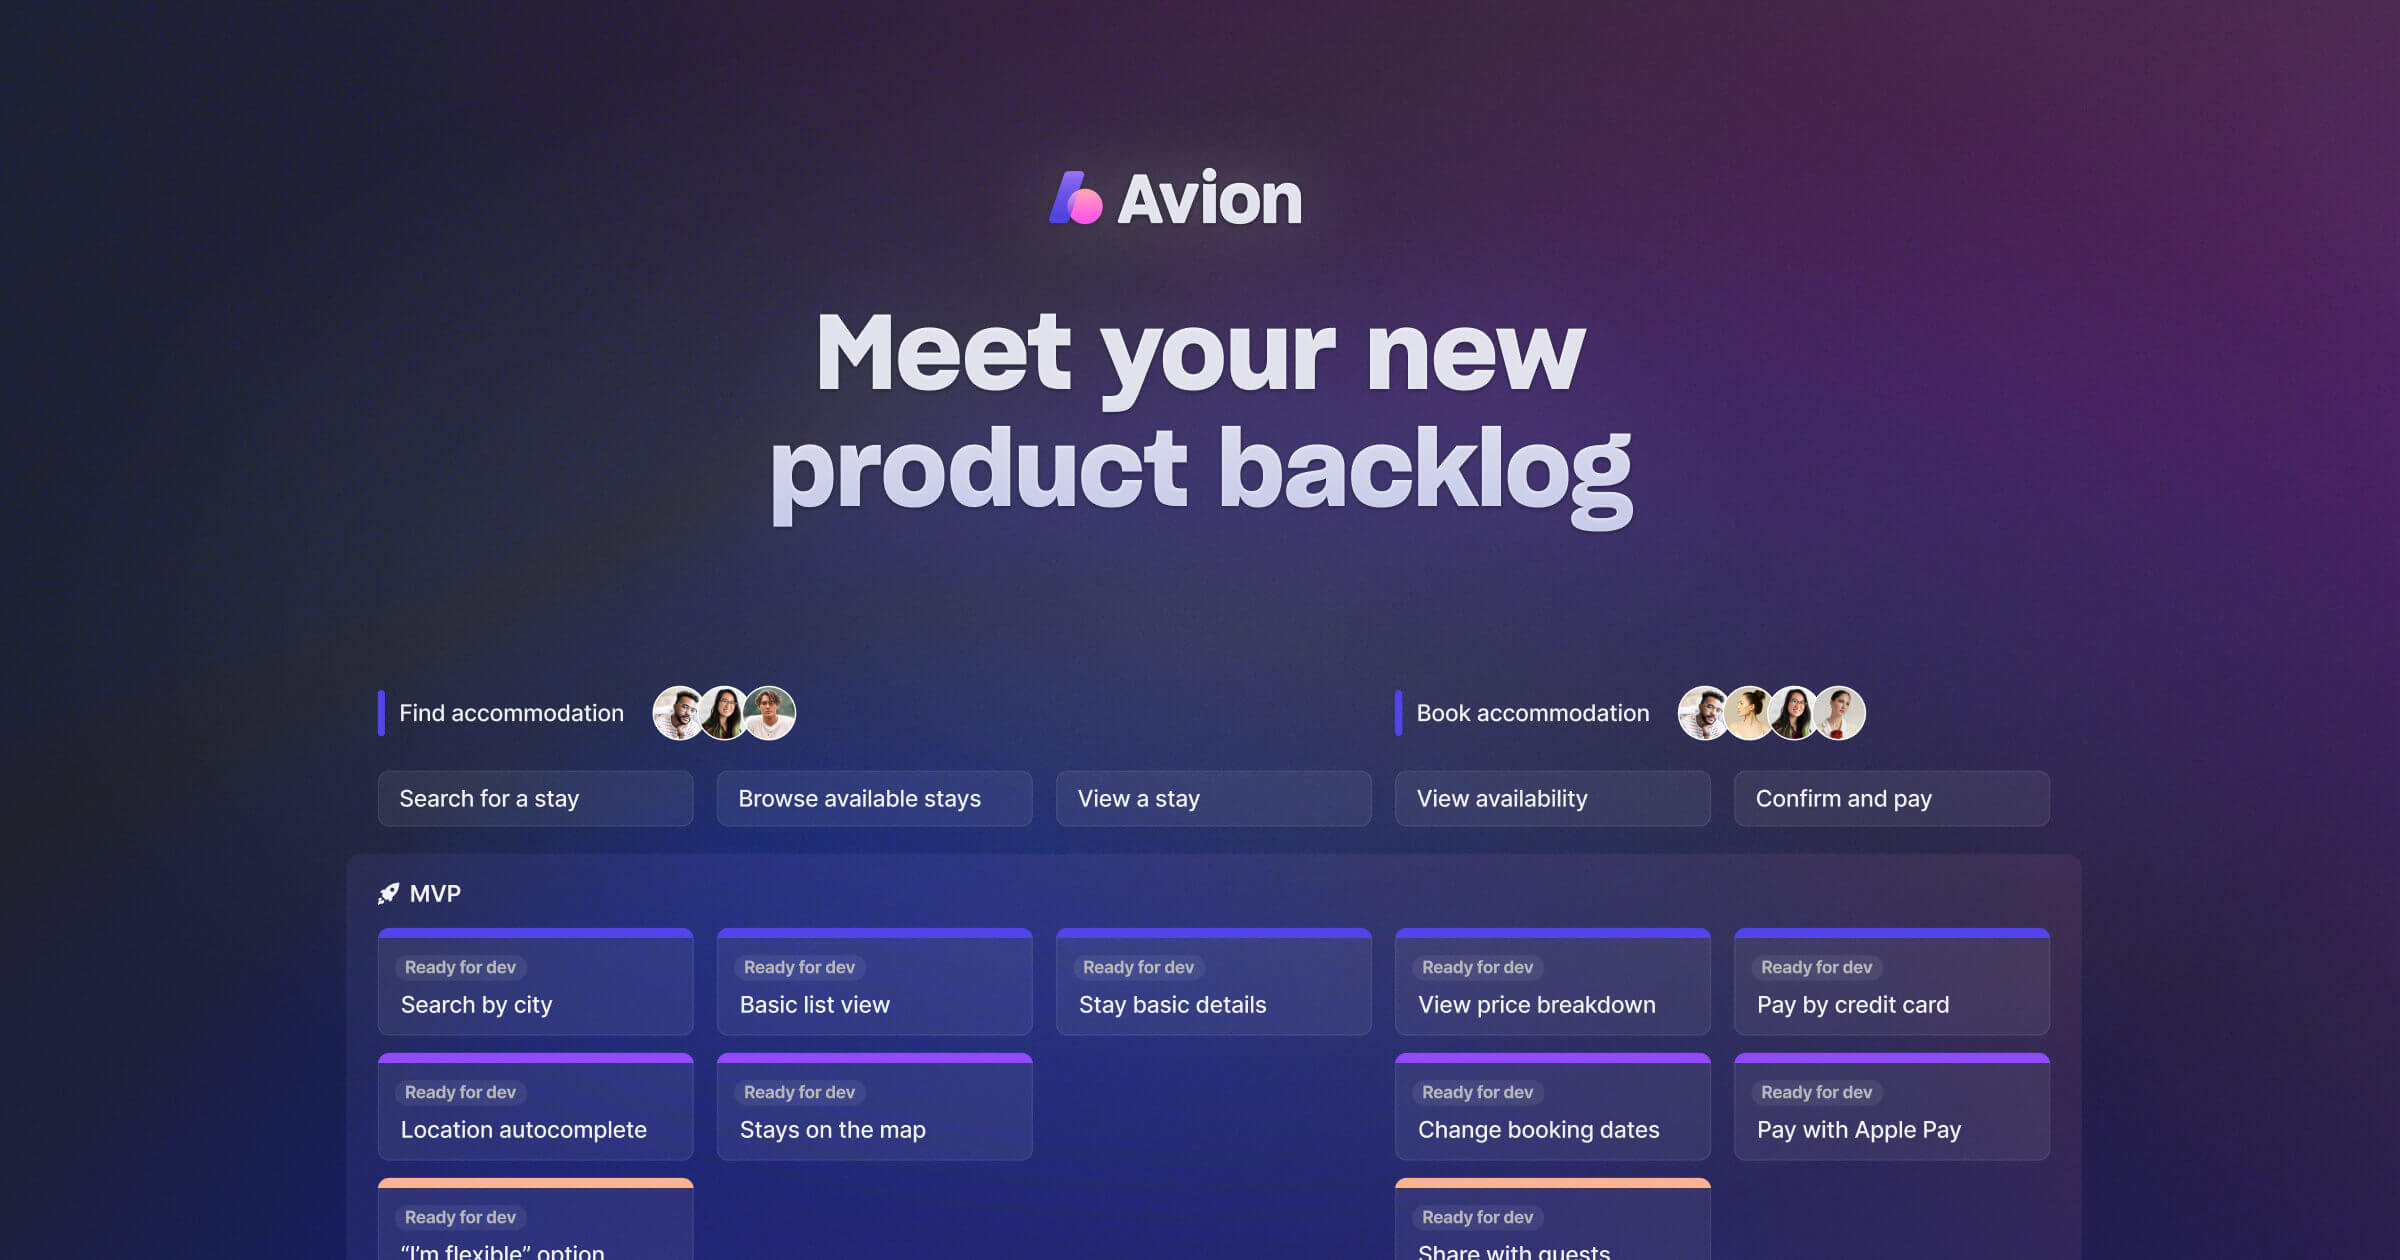 Avion
Meet your new
product backlog
Find accommodation
Book accommodation
Search for a stay
Browse available stays
View a stay
View availability
Confirm and pay
MVP
Ready for dev
Search by city
Ready for dev
Basic list view
Ready for dev
Stay basic details
Ready for dev
View price breakdown
Ready for dev
Pay by credit card
Ready for dev
Location autocomplete
Ready for dev
Stays on the map
Ready for dev
Change booking dates
Ready for dev
Pay with Apple Pay
Ready for dev
“I’m flexible” option
Ready for dev
Share with guests